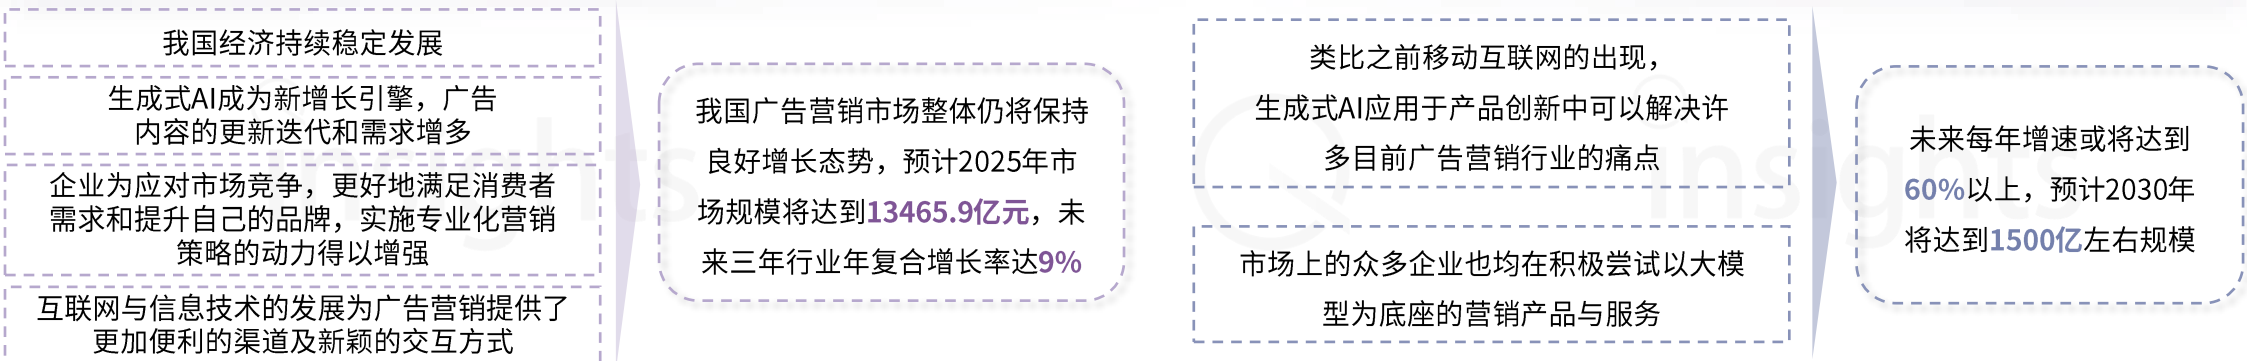 我国经济持续稳定发展
生成式AI成为新增长引擎，广告
内容的更新迭代和需求增多
企业为应对市场竞争，更好地满足消费者
需求和提升自己的品牌，实施专业化营销
策略的动力得以增强
互联网与信息技术的发展为广告营销提供了
更加便利的渠道及新颖的交互方式
我国广告营销市场整体仍将保持
良好增长态势，预计2025年市
场规模将达到13465.9亿元，未
来三年行业年复合增长率达9%
类比之前移动互联网的出现，
生成式AI应用于产品创新中可以解决许
多目前广告营销行业的痛点
市场上的众多企业也均在积极尝试以大模
型为底座的营销产品与服务
未来每年增速或将达到
60%以上，预计2030年
将达到1500亿左右规模
insights
insights